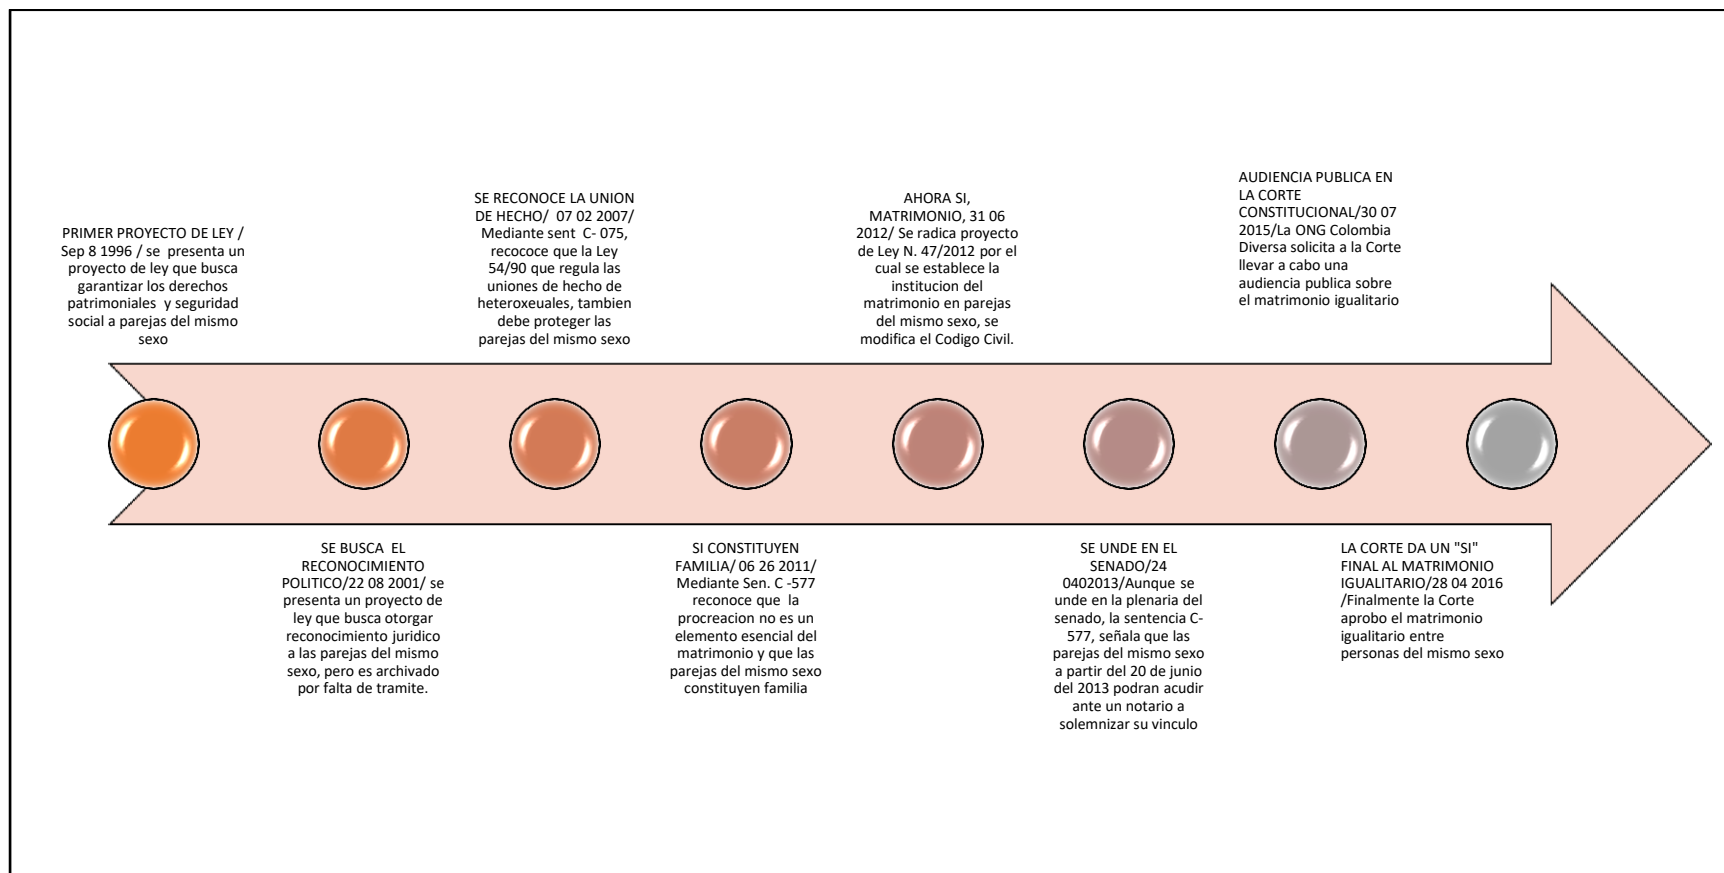 PRIMER PROYECTO DE LEY /
Sep 8 1996 / se presenta un
proyecto de ley que busca
garantizar los derechos
patrimoniales y seguridad
social a parejas del mismo
sexo
SE BUSCA EL
RECONOCIMIENTO
POLITICO/22 08 2001/ se
presenta un proyecto de
ley que busca otorgar
reconocimiento juridico
a las parejas del mismo
sexo, pero es archivado
por falta de tramite.
SE RECONOCE LA UNION
DE HECHO/ 07 02 2007/
Mediante sent C- 075,
recococe que la Ley
54/90 que regula las
uniones de hecho de
heteroxeuales, tambien
debe proteger las
parejas del mismo sexo
SI CONSTITUYEN
FAMILIA/ 06 26 2011/
Mediante Sen. C -577
reconoce que la
procreacion no es un
elemento esencial del
matrimonio y que las
parejas del mismo sexo
constituyen familia
AHORA SI,
MATRIMONIO, 31 06
2012/ Se radica proyecto
de Ley N. 47/2012 por el
cual se establece la
institucion del
matrimonio en parejas
del mismo sexo, se
modifica el Codigo Civil.
SE UNDE EN EL
SENADO/24
0402013/Aunque se
unde en la plenaria del
senado, la sentencia C-
577, señala que las
parejas del mismo sexo
a partir del 20 de junio
del 2013 podran acudir
ante un notario a
solemnizar su vinculo
AUDIENCIA PUBLICA EN
LA CORTE
CONSTITUCIONAL/30 07
2015/La ONG Colombia
Diversa solicita a la Corte
llevar a cabo una
audiencia publica sobre
el matrimonio igualitario
LA CORTE DA UN "SI"
FINAL AL MATRIMONIO
IGUALITARIO/28 04 2016
/Finalmente la Corte
aprobo el matrimonio
igualitario entre
personas del mismo sexo